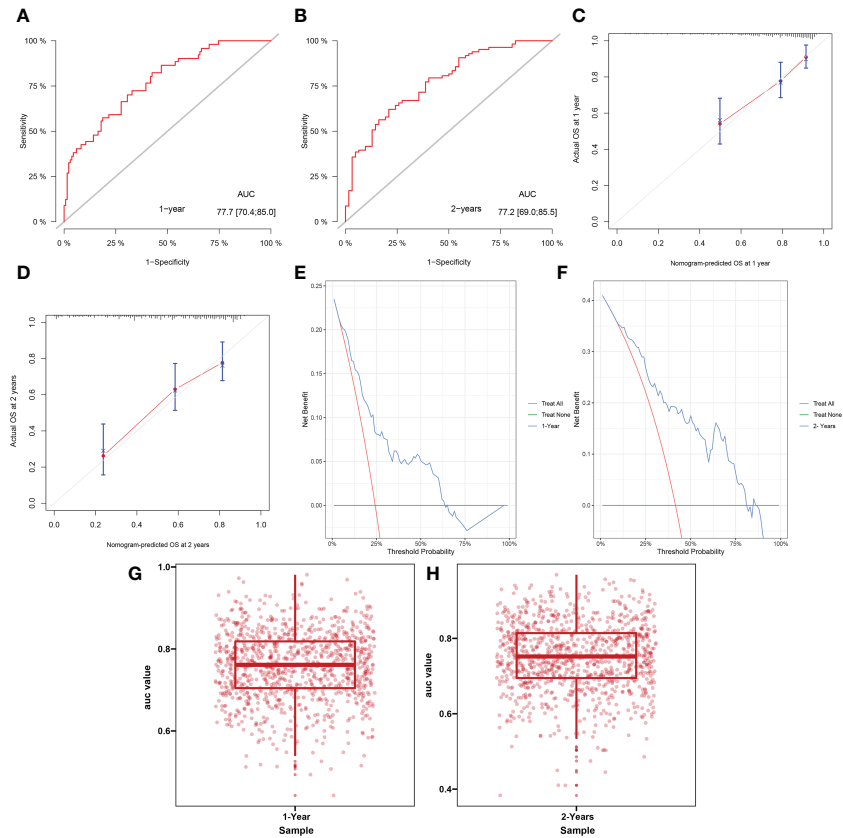 A
100 %
75 %
50 %
25 %
0 %
Sensitivity
AUC
1−year
77.7 [70.4;85.0]
0 %
25 %
50 %
75 %
100 %
1−Specificity
B
100 %
75 %
50 %
25 %
0 %
Sensitivity
AUC
2−years
77.2 [69.0;85.5]
0 %
25 %
50 %
75 %
100 %
1−Specificity
C
1.0
0.8
0.6
0.4
0.2
0.0
Actual OS at 1 year
0.0
0.2
0.4
0.6
0.8
1.0
Nomogram-predicted OS at 1 year
D
1.0
0.8
0.6
0.4
0.2
0.0
Actual OS at 2 years
0.0
0.2
0.4
0.6
0.8
1.0
Nomogram-predicted OS at 2 years
E
0.25
0.20
0.15
0.10
0.05
0.00
Net Benefit
0%
25%
50%
75%
100%
Threshold Probability
Treat All
Treat None
1-Year
F
0.4
0.3
0.2
0.1
0.0
Net Benefit
0%
25%
50%
75%
100%
Threshold Probability
Treat All
Treat None
2- Years
G
1.0
0.8
0.6
auc value
1-Year
Sample
H
0.8
0.6
0.4
auc value
2-Years
Sample